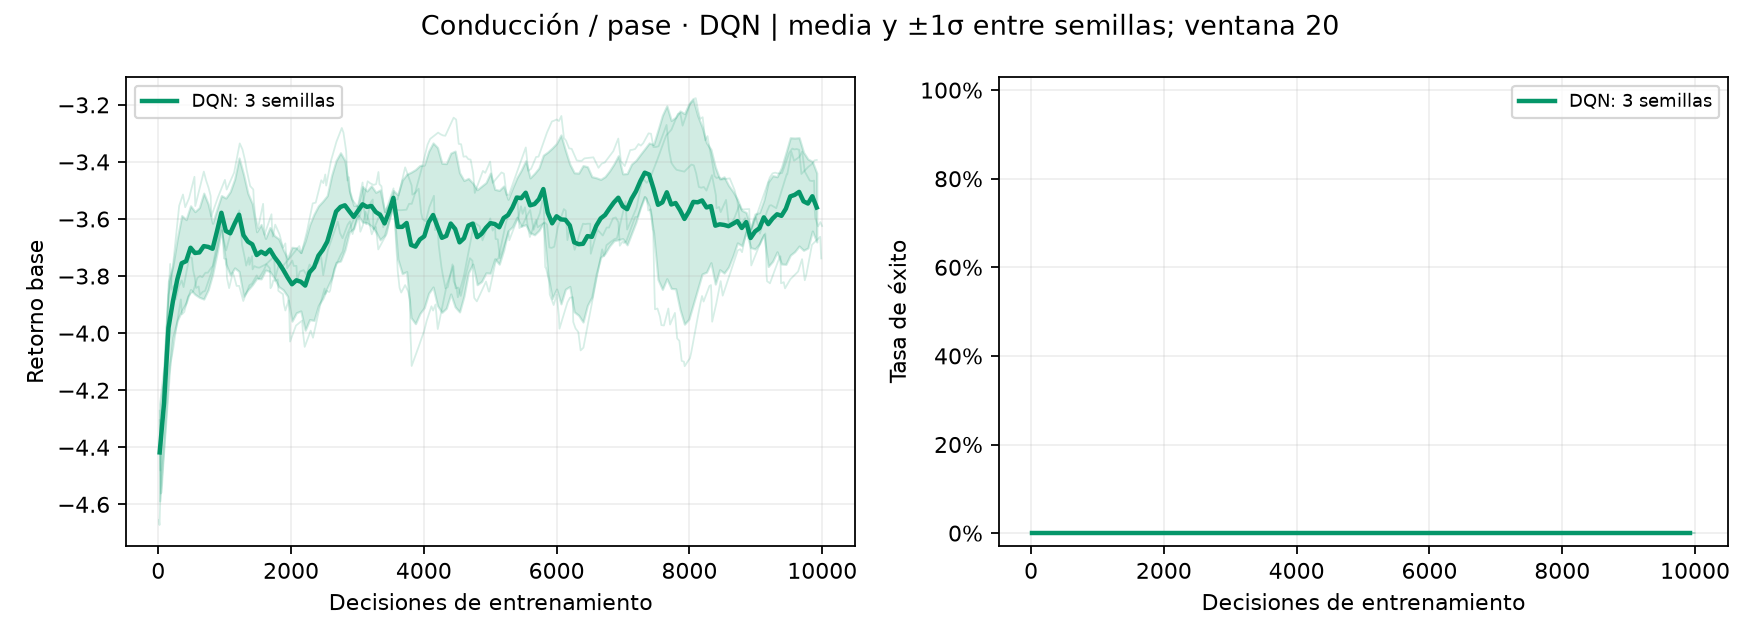 Conducción / pase · DQN | media y ±1σ entre semillas; ventana 20
DQN: 3 semillas
Retorno base
−3.2
−3.4
−3.6
−3.8
−4.0
−4.2
−4.4
−4.6
0 2000 4000 6000 8000 10000
Decisiones de entrenamiento
DQN: 3 semillas
Tasa de éxito
100%
80%
60%
40%
20%
0%
0 2000 4000 6000 8000 10000
Decisiones de entrenamiento